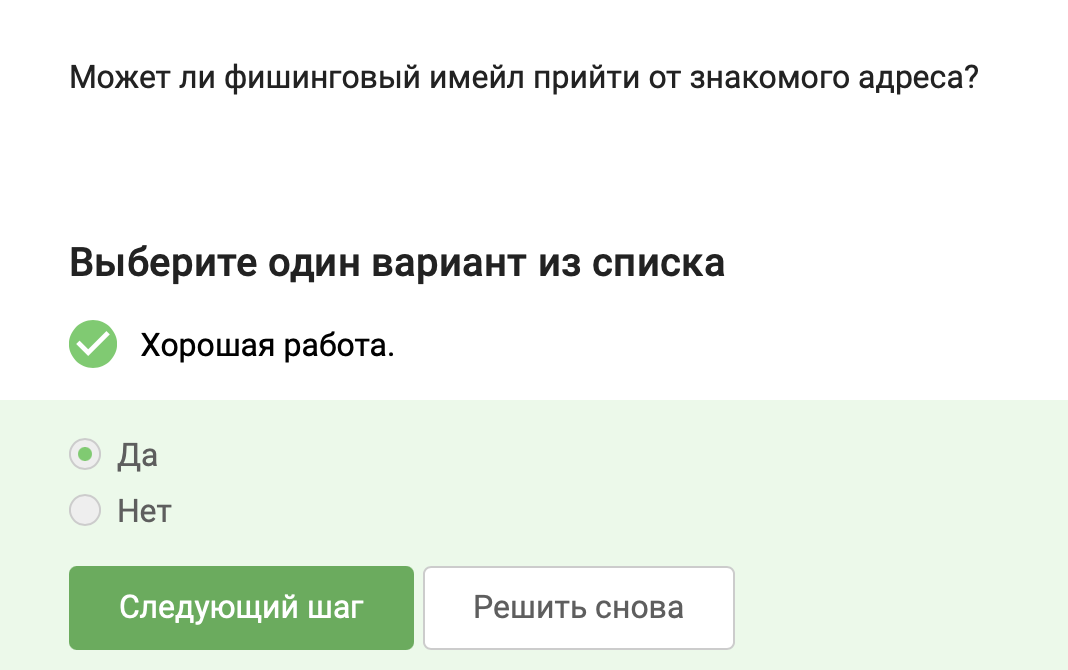 Может ли фишинговый имейл прийти от знакомого адреса?
Выберите один вариант из списка
Хорошая работа.
Да
Нет
Следующий шаг
Решить снова